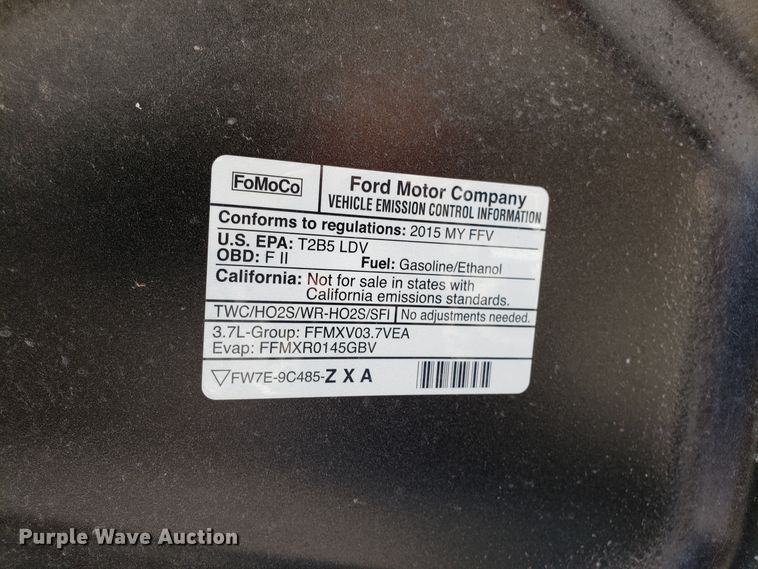 FoMoCo
Ford Motor Company
VEHICLE EMISSION CONTROL INFORMATION
Conforms to regulations: 2015 MY FFV
U.S. EPA: T2B5 LDV
OBD: F II Fuel: Gasoline/Ethanol
California: Not for sale in states with
California emissions standards.
TWC/HO2S/WR-HO2S/SFI No adjustments needed.
3.7L-Group: FFMXV03.7VEA
Evap: FFMXR0145GBV
FW7E-9C485-Z X A
Purple Wave Auction